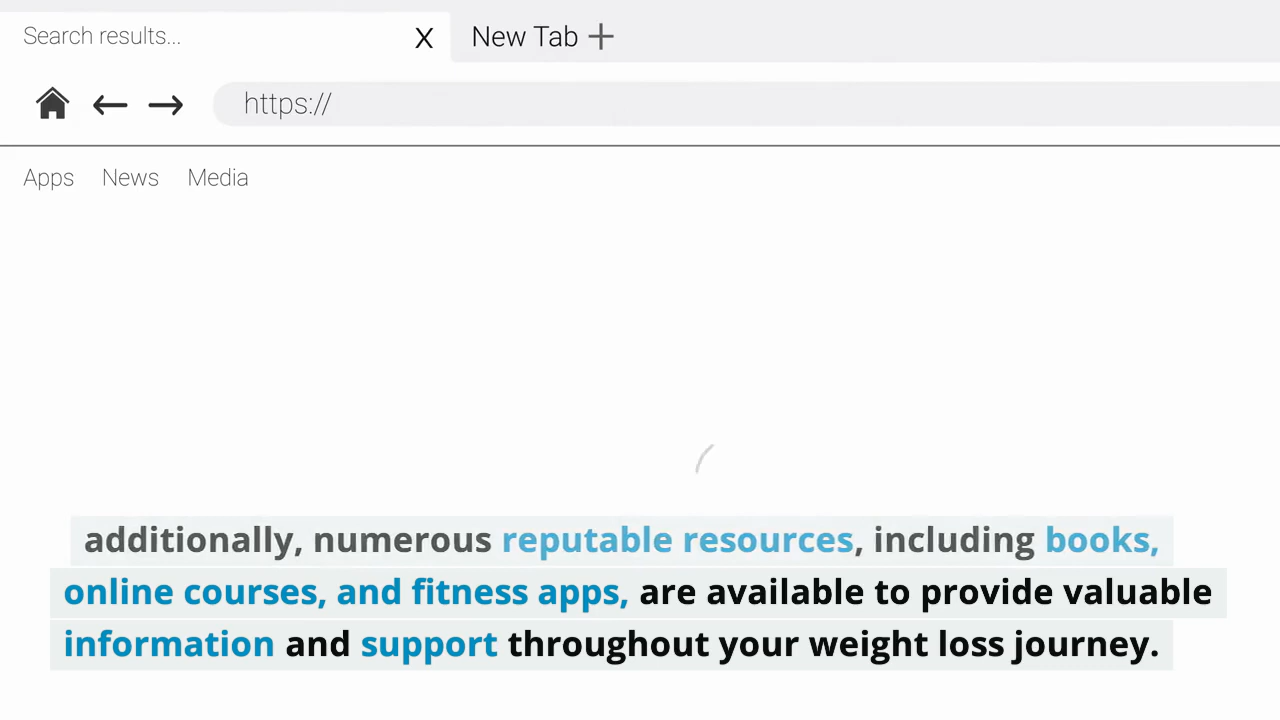 Search results... X New Tab +
https://
Apps News Media
additionally, numerous reputable resources, including books,
online courses, and fitness apps, are available to provide valuable
information and support throughout your weight loss journey.